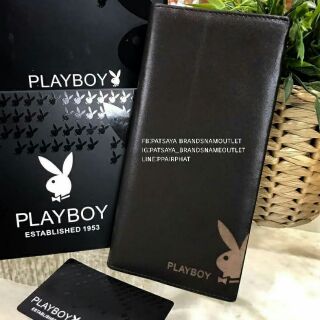 PLAYBOY
FB:PATSAYA_BRANDSNAMEOUTLET
IG:PATSAYA_BRANDSNAMEOUTLET
LINE:PPAIRPHAT
PLAYBOY
ESTABLISHED 1953
PLAYBOY
PLAYBOY